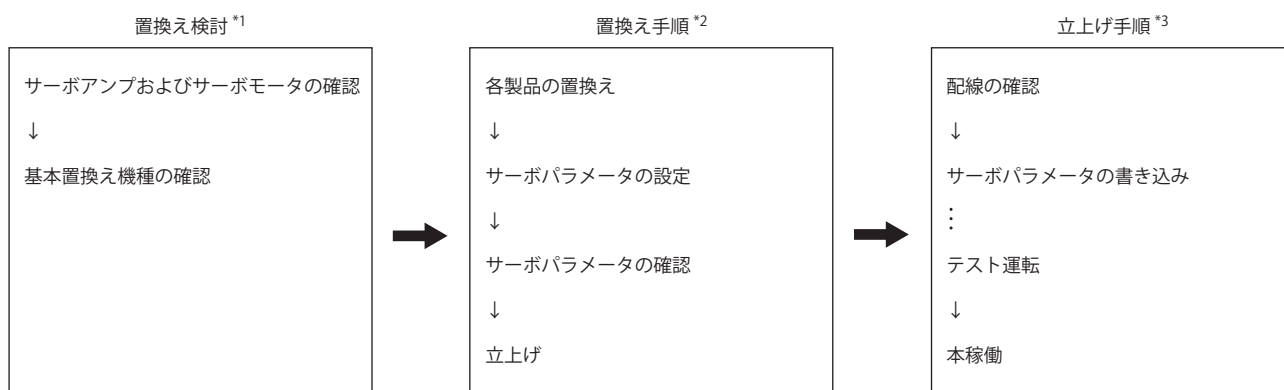 置換え検討 *1
サーボアンプおよびサーボモータの確認
↓
基本置換え機種の確認
置換え手順 *2
各製品の置換え
↓
サーボパラメータの設定
↓
サーボパラメータの確認
↓
立上げ
立上げ手順 *3
配線の確認
↓
サーボパラメータの書き込み
⋮
テスト運転
↓
本稼働